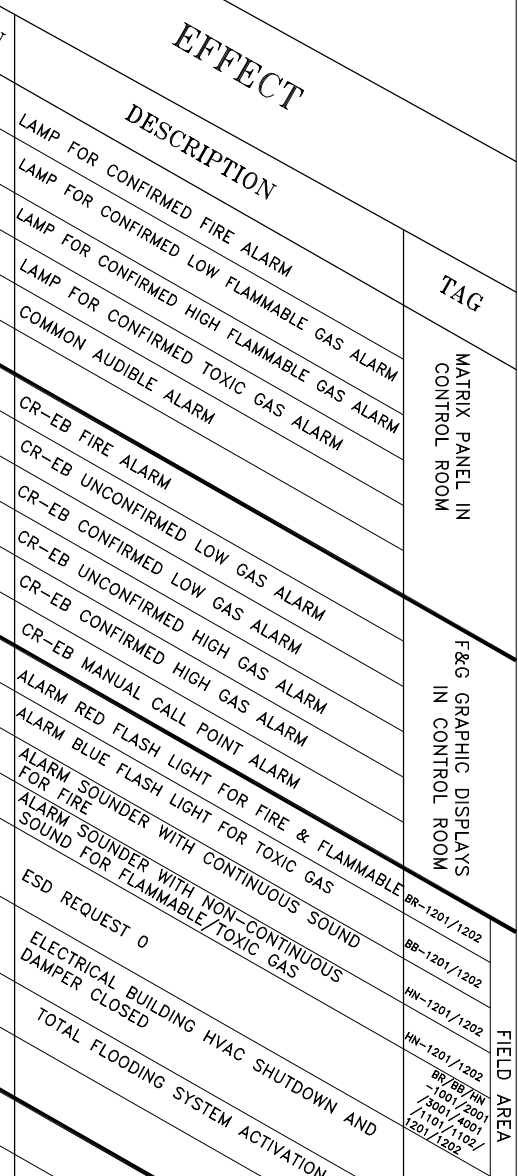 EFFECT
DESCRIPTION
TAG
LAMP FOR CONFIRMED FIRE ALARM
LAMP FOR CONFIRMED LOW FLAMMABLE GAS ALARM
LAMP FOR CONFIRMED HIGH FLAMMABLE GAS ALARM
LAMP FOR CONFIRMED TOXIC GAS ALARM
COMMON AUDIBLE ALARM
MATRIX PANEL IN
CONTROL ROOM
CR-EB FIRE ALARM
CR-EB UNCONFIRMED LOW GAS ALARM
CR-EB CONFIRMED LOW GAS ALARM
CR-EB UNCONFIRMED HIGH GAS ALARM
CR-EB CONFIRMED HIGH GAS ALARM
CR-EB MANUAL CALL POINT ALARM
F&G GRAPHIC DISPLAYS
IN CONTROL ROOM
ALARM RED FLASH LIGHT FOR FIRE & FLAMMABLE
BR-1201/1202
ALARM BLUE FLASH LIGHT FOR TOXIC GAS
BB-1201/1202
ALARM SOUNDER WITH CONTINUOUS SOUND
FOR FIRE
HN-1201/1202
ALARM SOUNDER WITH NON-CONTINUOUS
SOUND FOR FLAMMABLE/TOXIC GAS
HN-1201/1202
ESD REQUEST 0
BR/BB/HN
-1001/2001
/3001/4001
/1101/1102/
1201/1202
ELECTRICAL BUILDING HVAC SHUTDOWN AND
DAMPER CLOSED
TOTAL FLOODING SYSTEM ACTIVATION
FIELD AREA